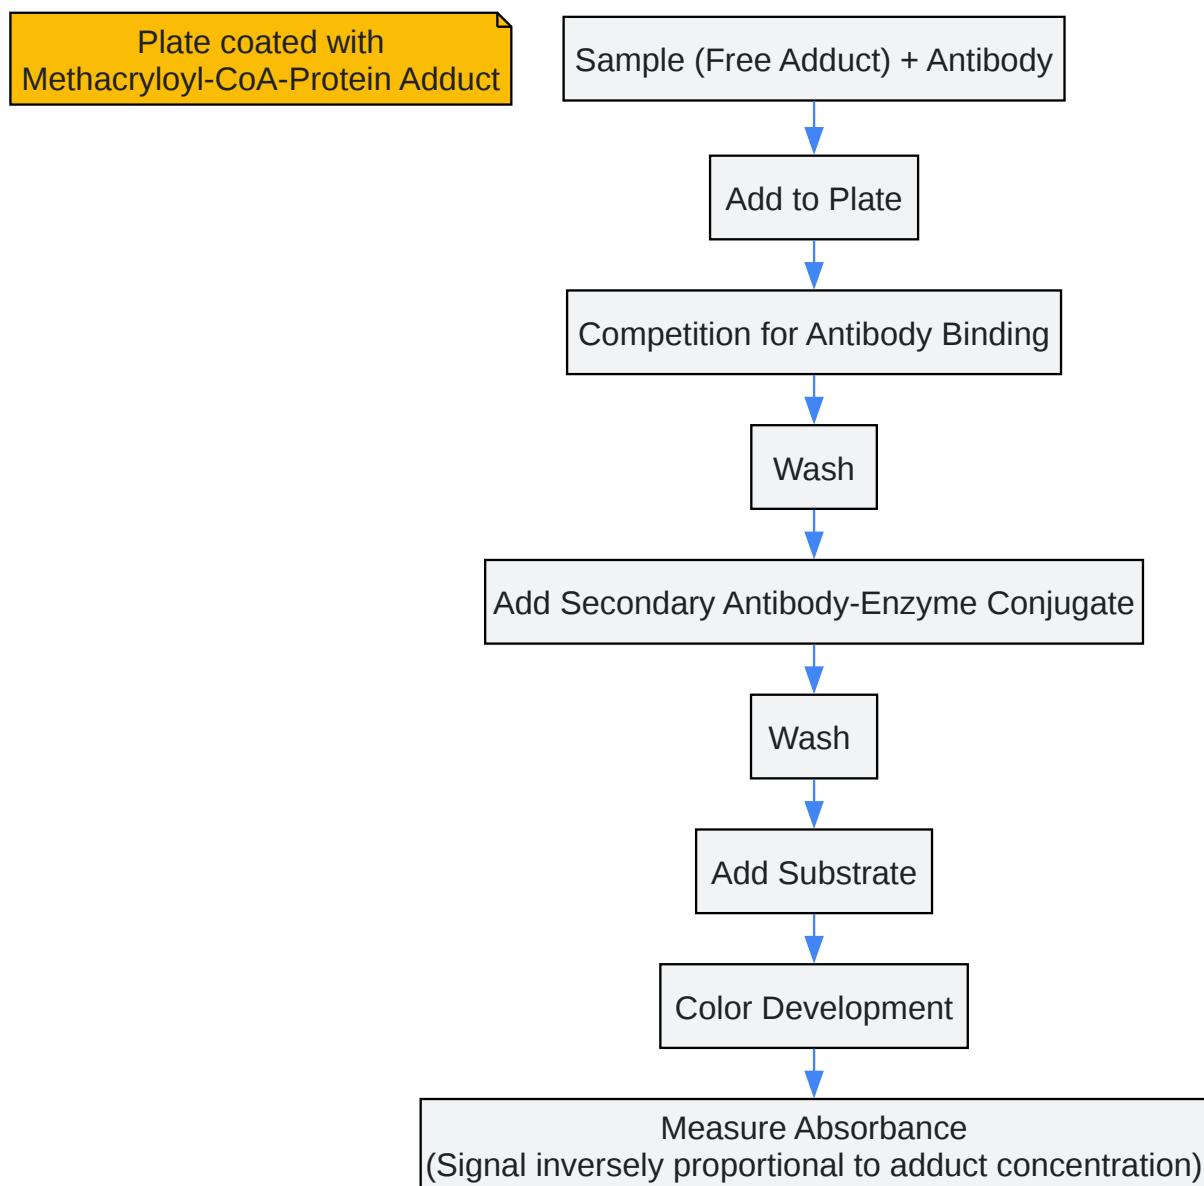 Plate coated with
Methacryloyl-CoA-Protein Adduct
Sample (Free Adduct) + Antibody
Add to Plate
Competition for Antibody Binding
Wash
Add Secondary Antibody-Enzyme Conjugate
Wash
Add Substrate
Color Development
Measure Absorbance
(Signal inversely proportional to adduct concentration)